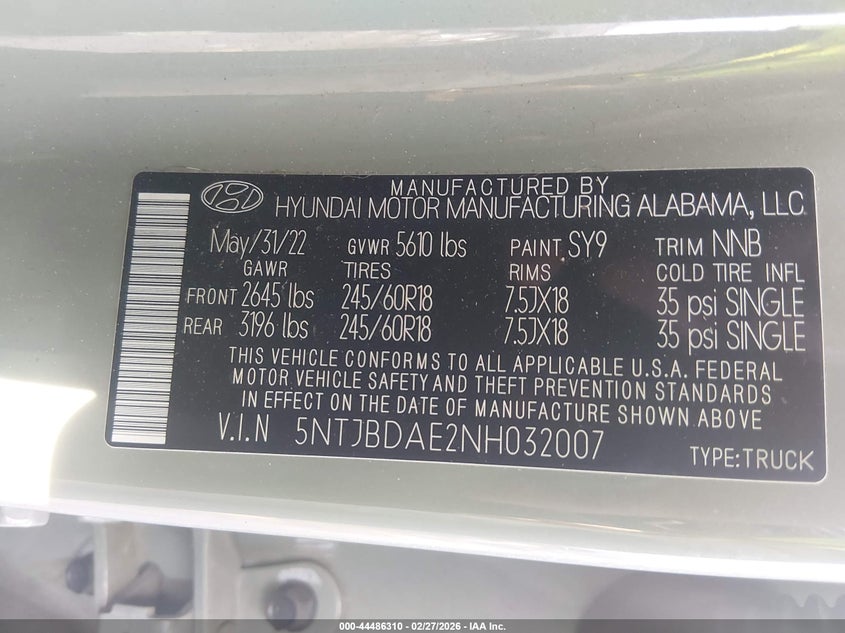 MANUFACTURED BY
HYUNDAI MOTOR MANUFACTURING ALABAMA, LLC
May/31/22 GVWR 5610 lbs PAINT. SY9 TRIM NNB
GAWR TIRES RIMS COLD TIRE INFL
FRONT 2645 lbs 245/60R18 7.5JX18 35 psi SINGLE
REAR 3196 lbs 245/60R18 7.5JX18 35 psi SINGLE
THIS VEHICLE CONFORMS TO ALL APPLICABLE U.S.A. FEDERAL
MOTOR VEHICLE SAFETY AND THEFT PREVENTION STANDARDS
IN EFFECT ON THE DATE OF MANUFACTURE SHOWN ABOVE
V.I.N 5NTJBDAE2NH032007 TYPE:TRUCK
000-44486310 - 02/27/2026 - IAA Inc.